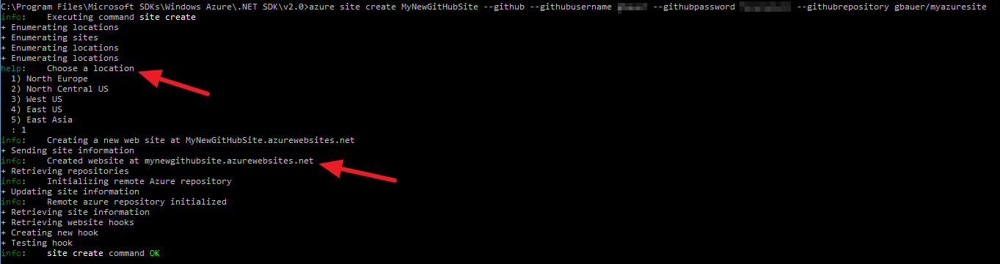 C:\Program Files\Microsoft SDKs\Windows Azure\.NET SDK\v2.0>azure site create MyNewGitHubSite --github --githubusername --githubpassword --githubrepository gbauer/myazuresite
info:    Executing command site create
+ Enumerating locations
+ Enumerating sites
+ Enumerating locations
+ Enumerating locations
help:    Choose a location
  1) North Europe
  2) North Central US
  3) West US
  4) East US
  5) East Asia
  : 1
info:    Creating a new web site at MyNewGitHubSite.azurewebsites.net
+ Sending site information
info:    Created website at mynewgithubsite.azurewebsites.net
+ Retrieving repositories
info:    Initializing remote Azure repository
+ Updating site information
info:    Remote azure repository initialized
+ Retrieving site information
+ Retrieving website hooks
+ Creating new hook
+ Testing hook
info:    site create command OK